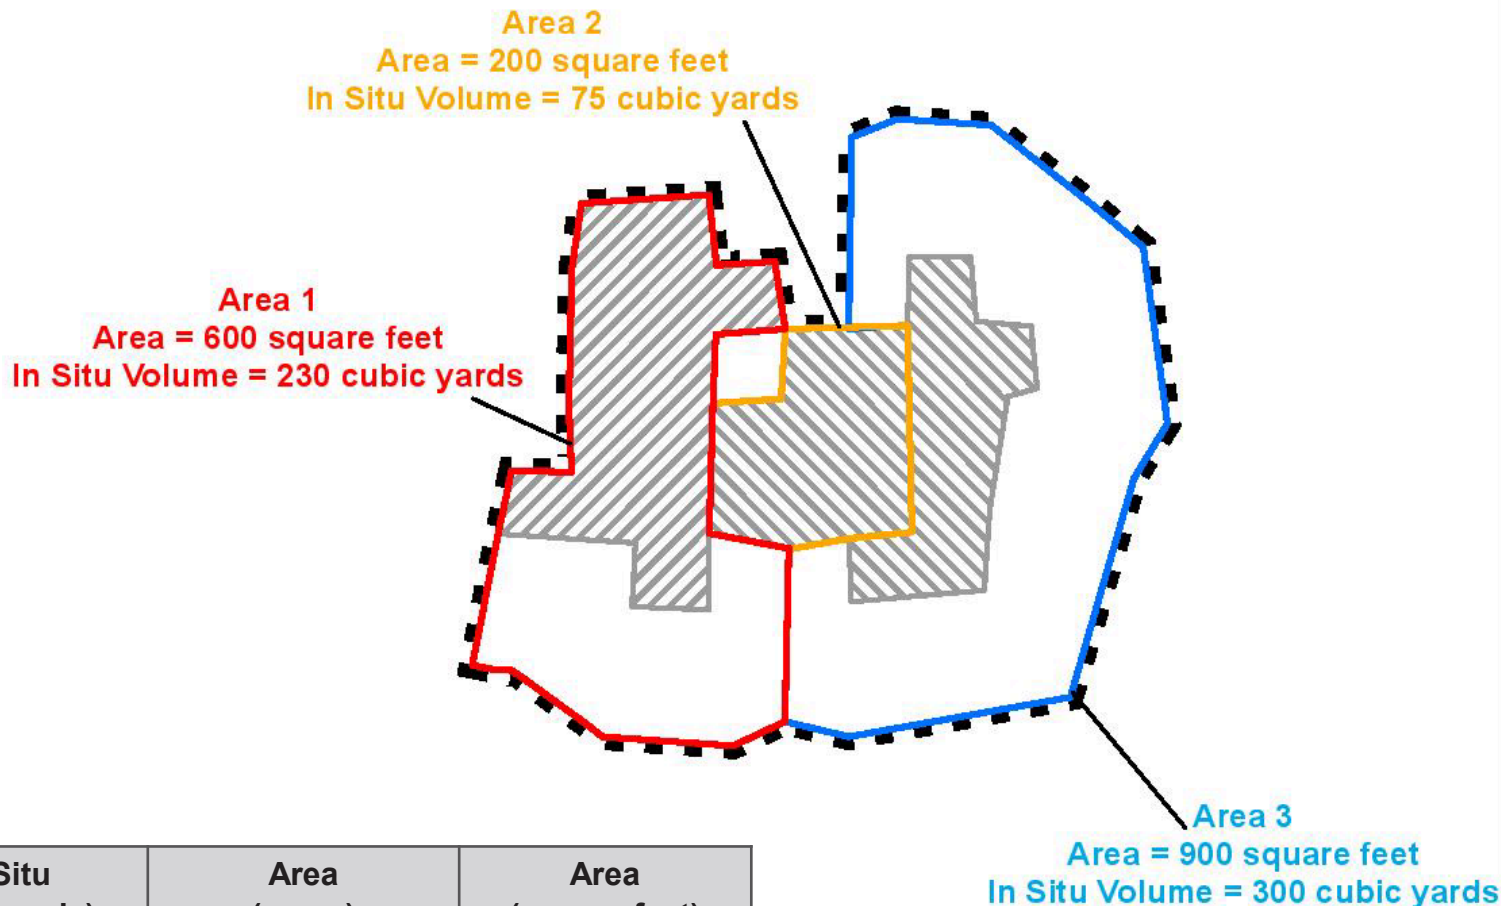 Area 2
Area = 200 square feet
In Situ Volume = 75 cubic yards
Area 1
Area = 600 square feet
In Situ Volume = 230 cubic yards
Area 3
Area = 900 square feet
In Situ Volume = 300 cubic yards
Situ
Area
Area